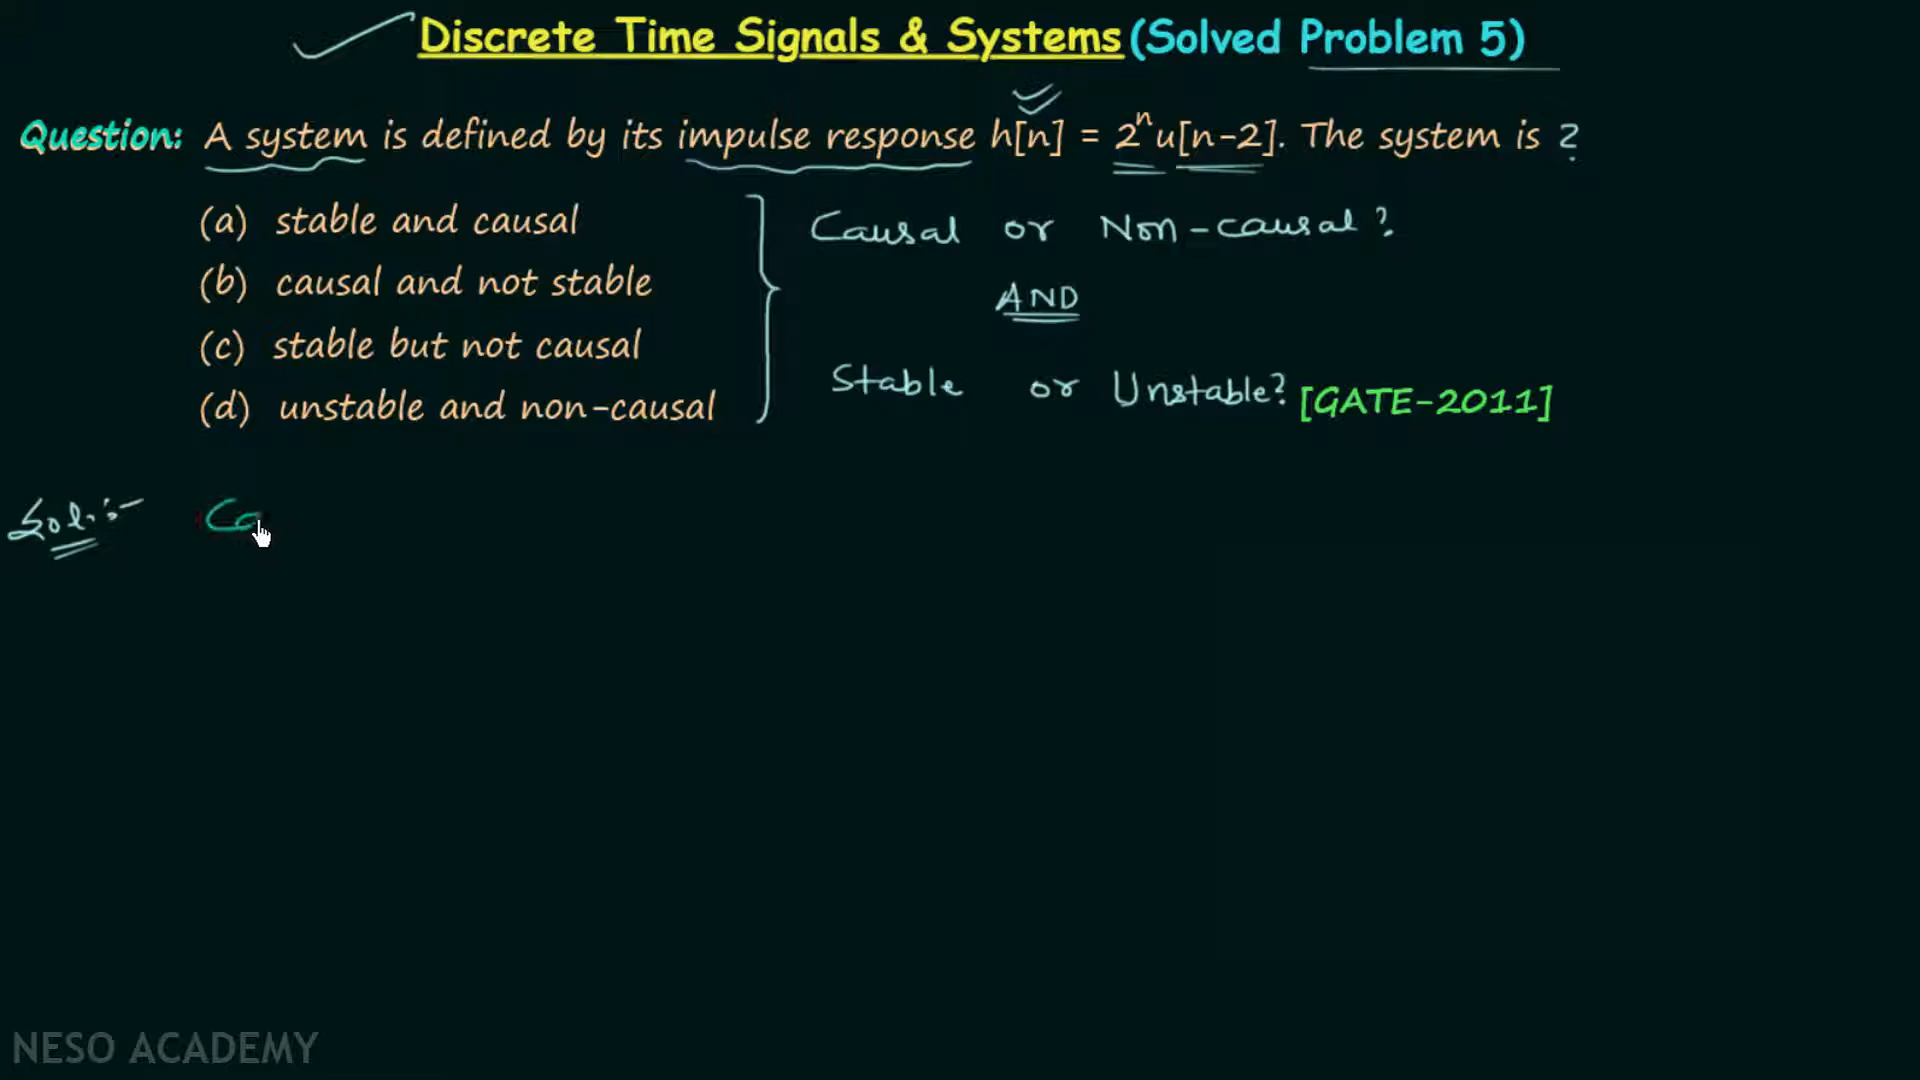 Discrete Time Signals & Systems (Solved Problem 5)
Question: A system is defined by its impulse response h[n] = 2ⁿu[n-2]. The system is ?
(a) stable and causal
(b) causal and not stable
(c) stable but not causal
(d) unstable and non-causal
Causal or Non-causal?
AND
Stable or Unstable? [GATE-2011]
Sol.:- Ca
NESO ACADEMY